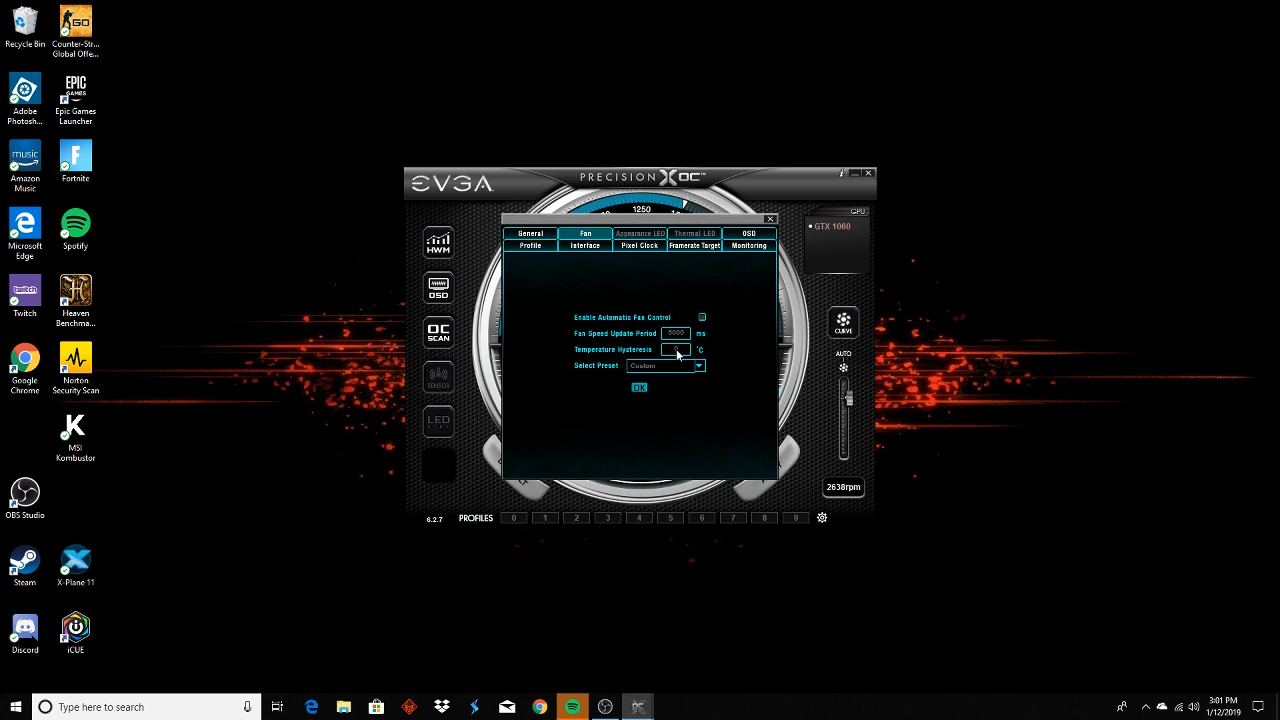 Recycle Bin
Counter-Str...
Global Offe...
Adobe
Photosh...
EPIC
GAMES
Epic Games
Launcher
music
Amazon
Music
Fortnite
Microsoft
Edge
Spotify
Twitch
Heaven
Benchma...
Google
Chrome
Norton
Security Scan
MSI
Kombustor
OBS Studio
Steam
X-Plane 11
Discord
iCUE
EVGA
PRECISION XOC™
1250
HWM
OSD
OC
SCAN
SENSOR
LED
SYNC
General
Fan
Appearance LED
Thermal LED
OSD
Profile
Interface
Pixel Clock
Framerate Target
Monitoring
Enable Automatic Fan Control
Fan Speed Update Period 5000 ms
Temperature Hysteresis 0 °C
Select Preset Custom
OK
GPU
GTX 1060
CURVE
AUTO
2638rpm
6.2.7 PROFILES 0 1 2 3 4 5 6 7 8 9
Type here to search
3:01 PM
1/12/2019